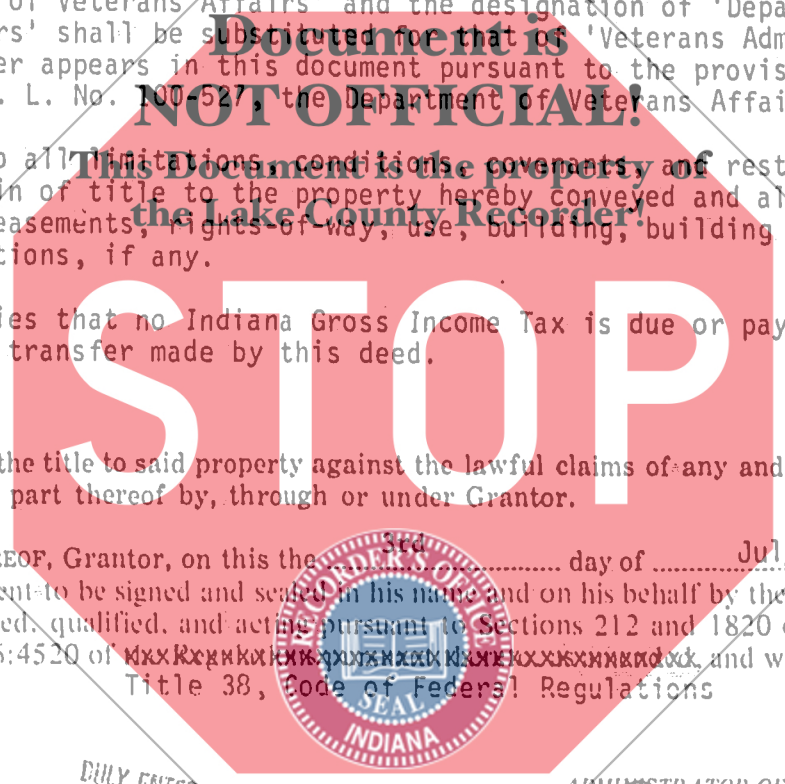 of Veterans Affairs' and the designation of 'Depa
Document is
rs' shall be substituted for that of 'Veterans Adm
er appears in this document pursuant to the provis
. L. No. 100-527, the Department of Veterans Affai
NOT OFFICIAL!
o all limitations, conditions, covenants, and rest
This Document is the property of
in of title to the property hereby conveyed and al
the Lake County Recorder!
easements, rights-of-way, use, building, building
tions, if any.
STOP
ies that no Indiana Gross Income Tax is due or pay
transfer made by this deed.
the title to said property against the lawful claims of any and
part thereof by, through or under Grantor.
EOF, Grantor, on this the 3rd day of Jul
ent to be signed and sealed in his name and on his behalf by the
ed, qualified, and acting pursuant to Sections 212 and 1820
:4520 of and w
Title 38, Code of Federal Regulations
RECORDER'S OFFICE
SEAL
INDIANA
DULY